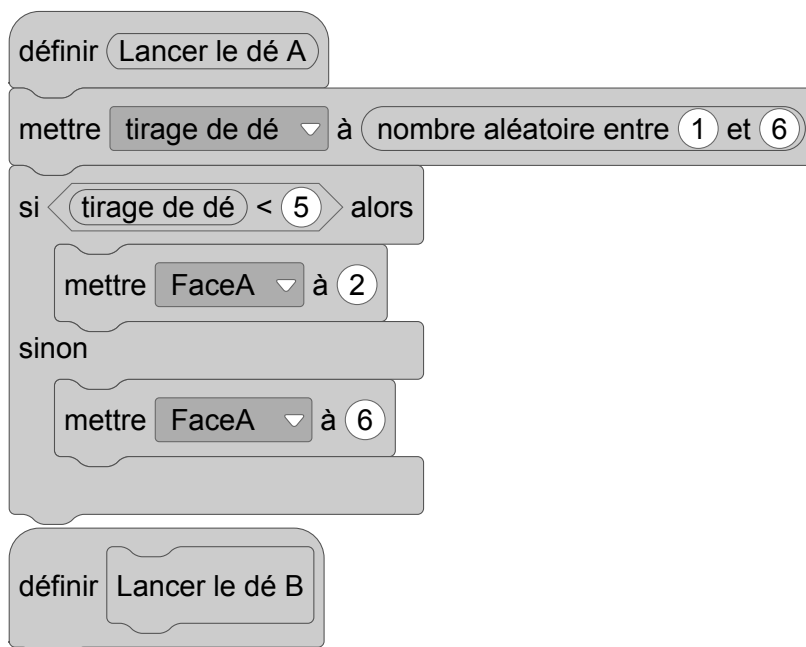 définir Lancer le dé A
mettre tirage de dé à nombre aléatoire entre 1 et 6
si tirage de dé < 5 alors
mettre FaceA à 2
sinon
mettre FaceA à 6
définir Lancer le dé B